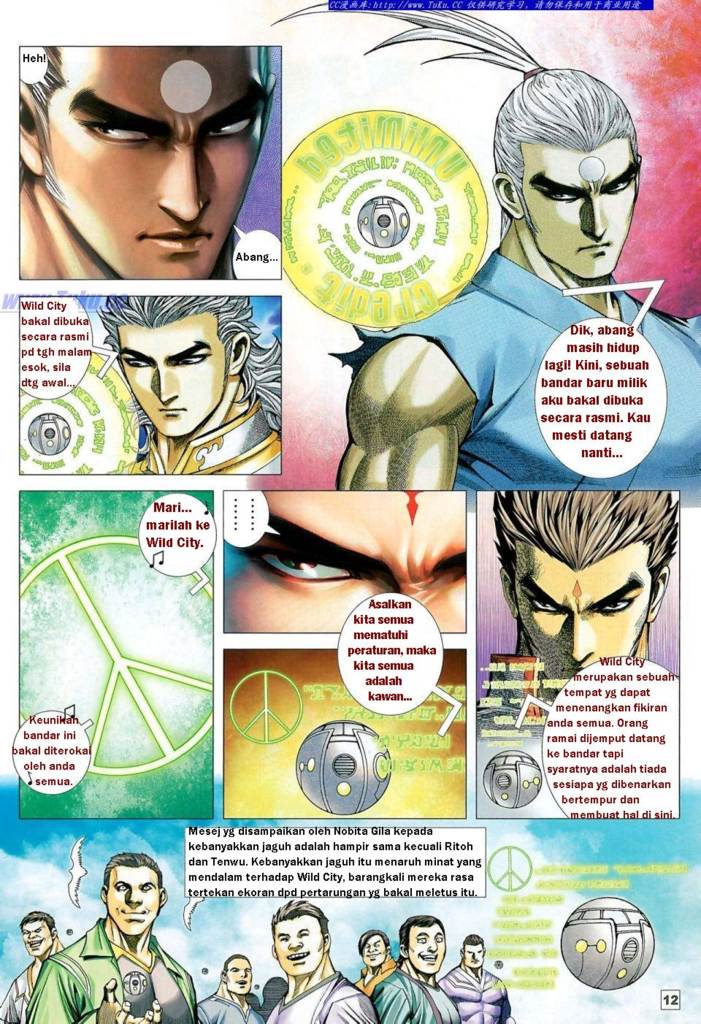 CC漫画库:http://www.TuKu.CC 仅供研究学习，请勿保存和用于商业用途
Heh!
Abang...
www.Tuku.cc
Dik, abang
masih hidup
lagi! Kini, sebuah
bandar baru milik
aku bakal dibuka
secara rasmi. Kau
mesti datang
nanti...
Wild City
bakal dibuka
secara rasmi
pd tgh malam
esok, sila
dtg awal...
Mari...
marilah ke
Wild City.
Keunikah
bandar ini
bakal diterokai
oleh anda
semua.
Asalkan
kita semua
mematuhi
peraturan, maka
kita semua
adalah
kawan...
Wild City
merupakan sebuah
tempat yg dapat
menenangkan fikiran
anda semua. Orang
ramai dijemput datang
ke bandar tapi
syaratnya adalah tiada
sesiapa yg dibenarkan
bertempur dan
membuat hal di sini.
Mesej yg disampaikan oleh Nobita Gila kepada
kebanyakkan jaguh adalah hampir sama kecuali Ritoh
dan Tenwu. Kebanyakkan jaguh itu menaruh minat yang
mendalam terhadap Wild City, barangkali mereka rasa
tertekan ekoran dpd pertarungan yg bakal meletus itu.
12